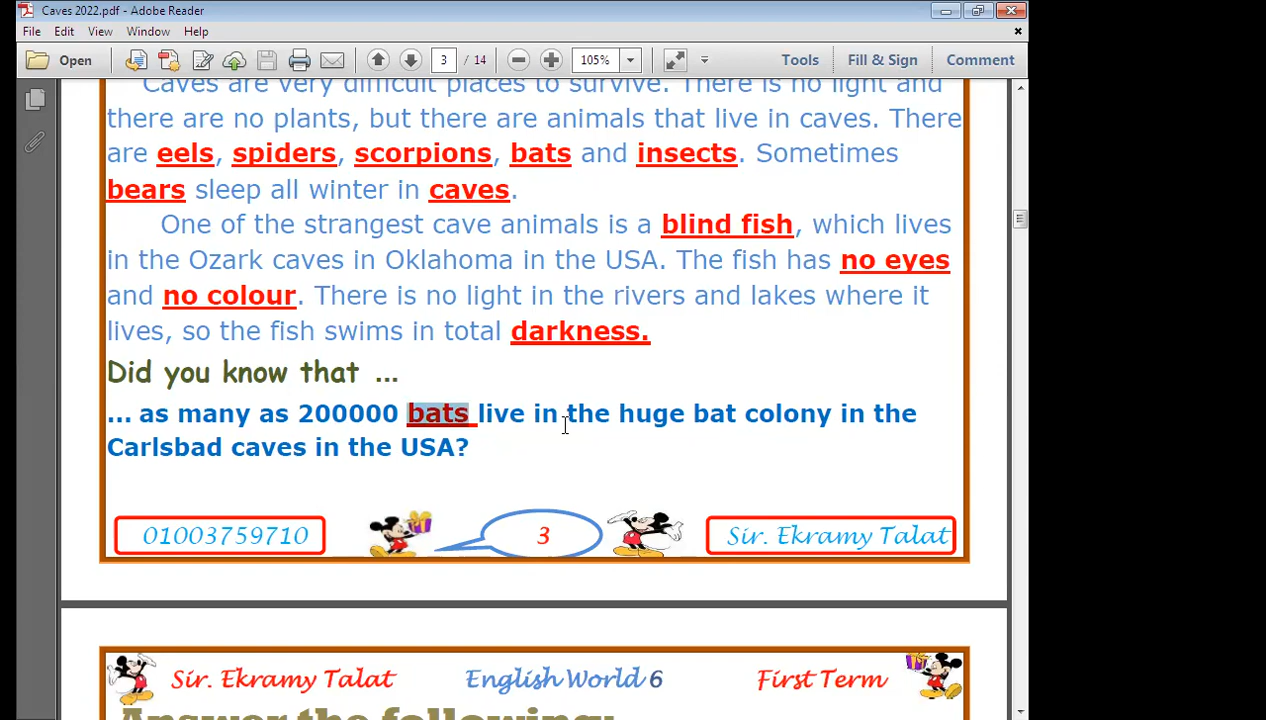 Caves 2022.pdf - Adobe Reader
File Edit View Window Help
Open 3 / 14 105% Tools Fill & Sign Comment
Caves are very difficult places to survive. There is no light and
there are no plants, but there are animals that live in caves. There
are eels, spiders, scorpions, bats and insects. Sometimes
bears sleep all winter in caves.
One of the strangest cave animals is a blind fish, which lives
in the Ozark caves in Oklahoma in the USA. The fish has no eyes
and no colour. There is no light in the rivers and lakes where it
lives, so the fish swims in total darkness.
Did you know that ...
... as many as 200000 bats live in the huge bat colony in the
Carlsbad caves in the USA?
01003759710 3 Sir. Ekramy Talat
Sir. Ekramy Talat English World 6 First Term
Answer the following: